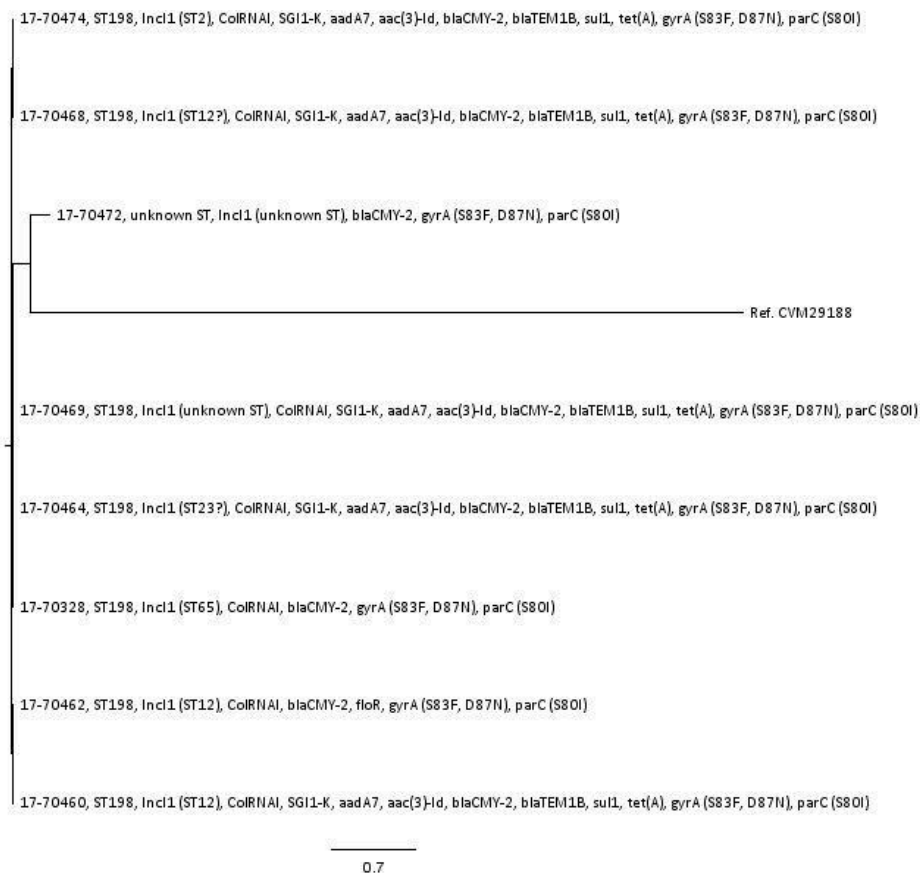 17-70474, ST198, IncI1 (ST2), ColRNAI, SGI1-K, aadA7, aac(3)-Id, blaCMY-2, blaTEM1B, sul1, tet(A), gyrA (S83F, D87N), parC (S80I)
17-70468, ST198, IncI1 (ST12?), ColRNAI, SGI1-K, aadA7, aac(3)-Id, blaCMY-2, blaTEM1B, sul1, tet(A), gyrA (S83F, D87N), parC (S80I)
17-70472, unknown ST, IncI1 (unknown ST), blaCMY-2, gyrA (S83F, D87N), parC (S80I)
Ref. CVM29188
17-70469, ST198, IncI1 (unknown ST), ColRNAI, SGI1-K, aadA7, aac(3)-Id, blaCMY-2, blaTEM1B, sul1, tet(A), gyrA (S83F, D87N), parC (S80I)
17-70464, ST198, IncI1 (ST23?), ColRNAI, SGI1-K, aadA7, aac(3)-Id, blaCMY-2, blaTEM1B, sul1, tet(A), gyrA (S83F, D87N), parC (S80I)
17-70328, ST198, IncI1 (ST65), ColRNAI, blaCMY-2, gyrA (S83F, D87N), parC (S80I)
17-70462, ST198, IncI1 (ST12), ColRNAI, blaCMY-2, floR, gyrA (S83F, D87N), parC (S80I)
17-70460, ST198, IncI1 (ST12), ColRNAI, SGI1-K, aadA7, aac(3)-Id, blaCMY-2, blaTEM1B, sul1, tet(A), gyrA (S83F, D87N), parC (S80I)
0.7